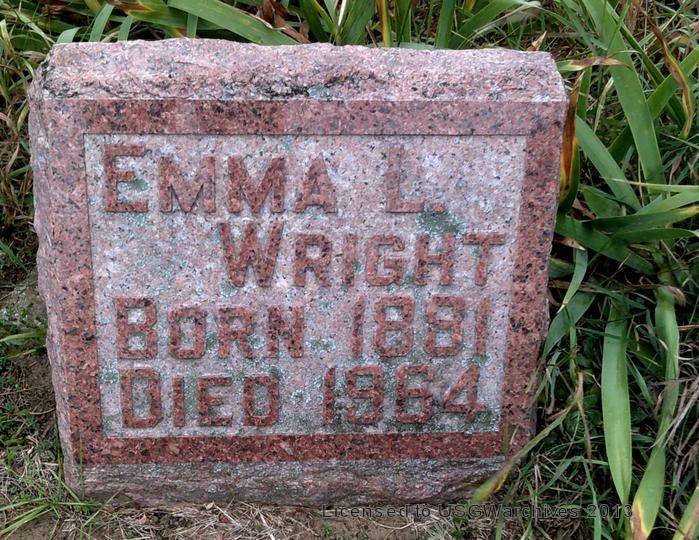 EMMA L.
WRIGHT
BORN 1881
DIED 1964
Licensed to USGWarchives 2013